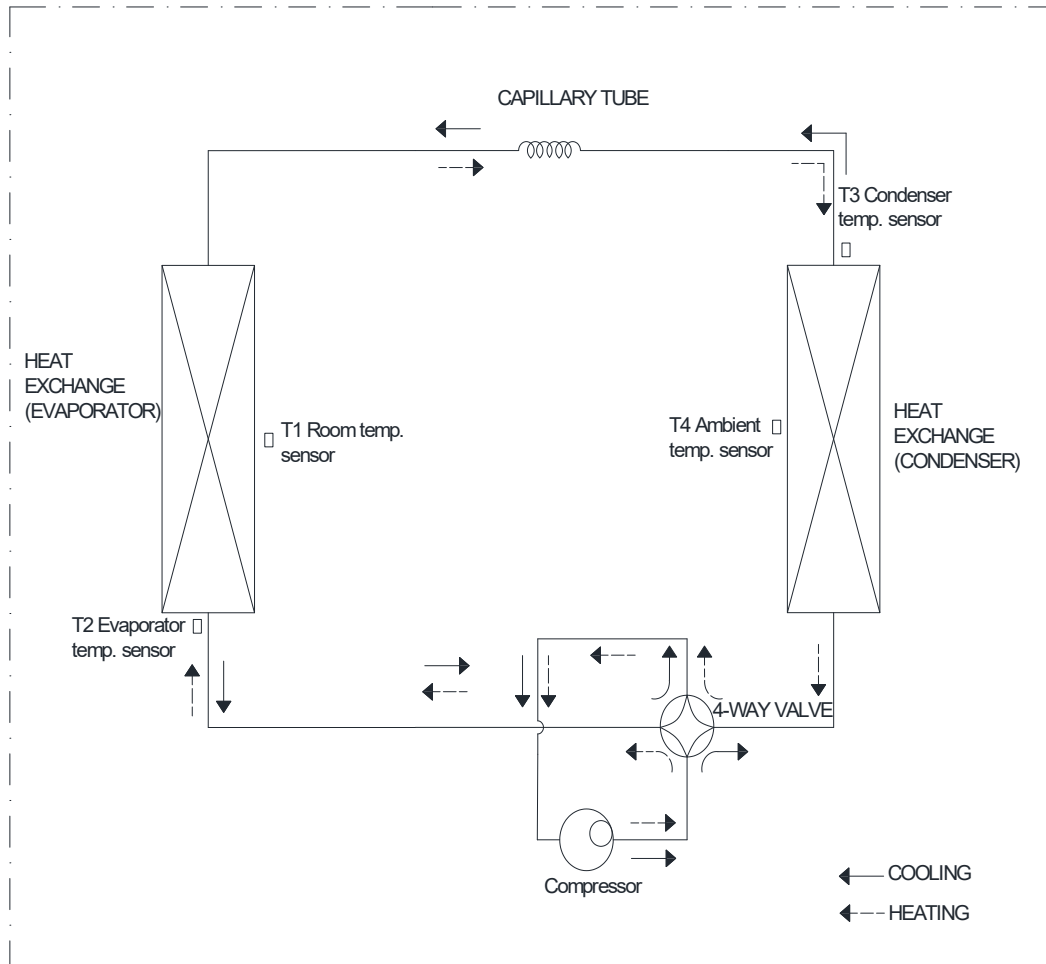 CAPILLARY TUBE
T3 Condenser
temp. sensor
HEAT
EXCHANGE
(EVAPORATOR)
T1 Room temp.
sensor
T4 Ambient
temp. sensor
HEAT
EXCHANGE
(CONDENSER)
T2 Evaporator
temp. sensor
4-WAY VALVE
Compressor
COOLING
HEATING